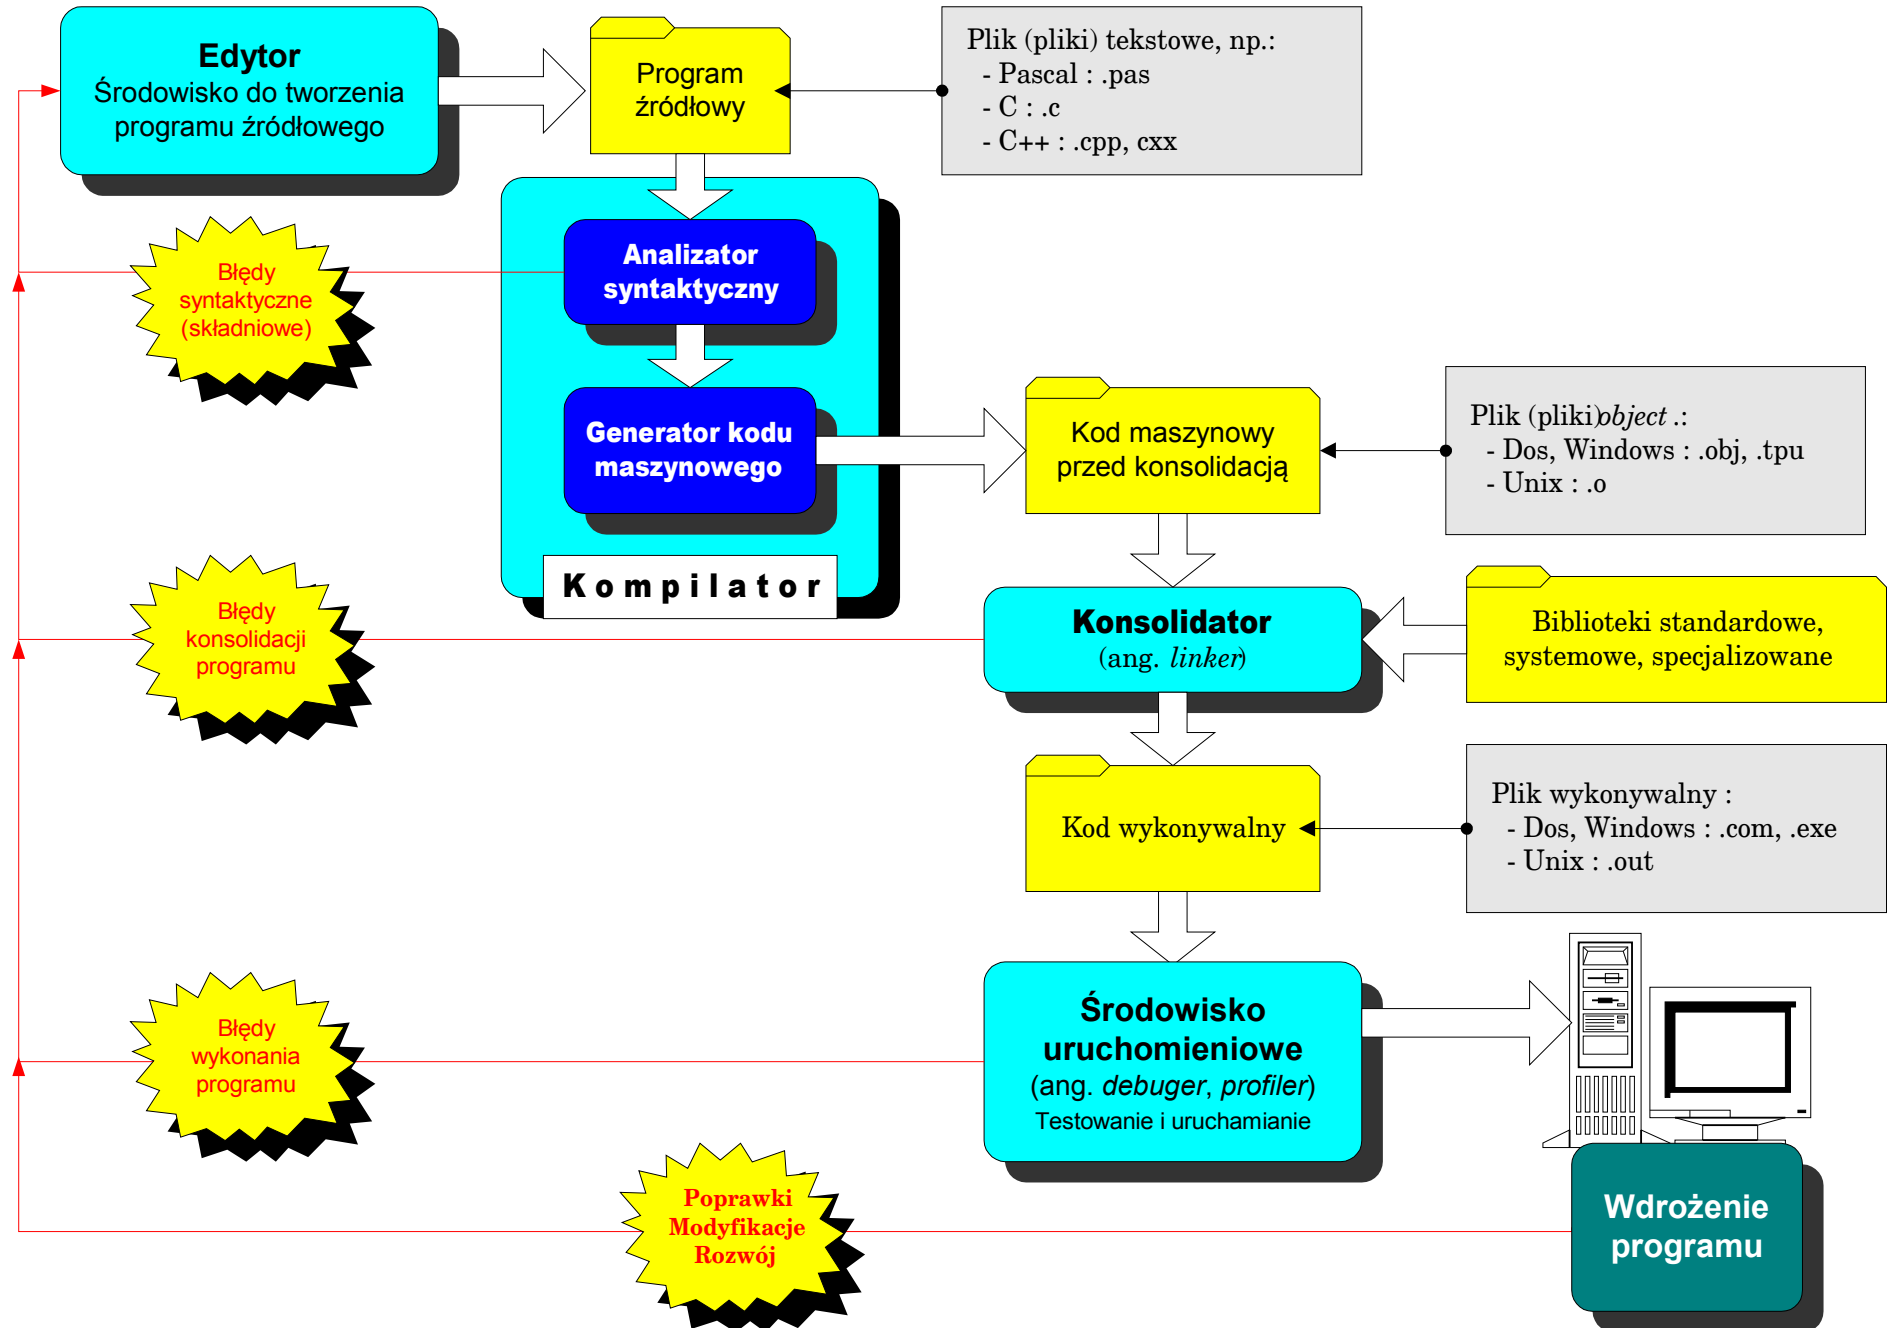 Edytor
Środowisko do tworzenia
programu źródłowego
Program
źródłowy
Plik (pliki) tekstowe, np.:
- Pascal : .pas
- C : .c
- C++ : .cpp, cxx
Błędy
syntaktyczne
(składniowe)
Analizator
syntaktyczny
Generator kodu
maszynowego
Kompilator
Kod maszynowy
przed konsolidacją
Plik (pliki)object .:
- Dos, Windows : .obj, .tpu
- Unix : .o
Błędy
konsolidacji
programu
Konsolidator
(ang. linker)
Biblioteki standardowe,
systemowe, specjalizowane
Kod wykonywalny
Plik wykonywalny :
- Dos, Windows : .com, .exe
- Unix : .out
Błędy
wykonania
programu
Środowisko
uruchomieniowe
(ang. debuger, profiler)
Testowanie i uruchamianie
Poprawki
Modyfikacje
Rozwój
Wdrożenie
programu